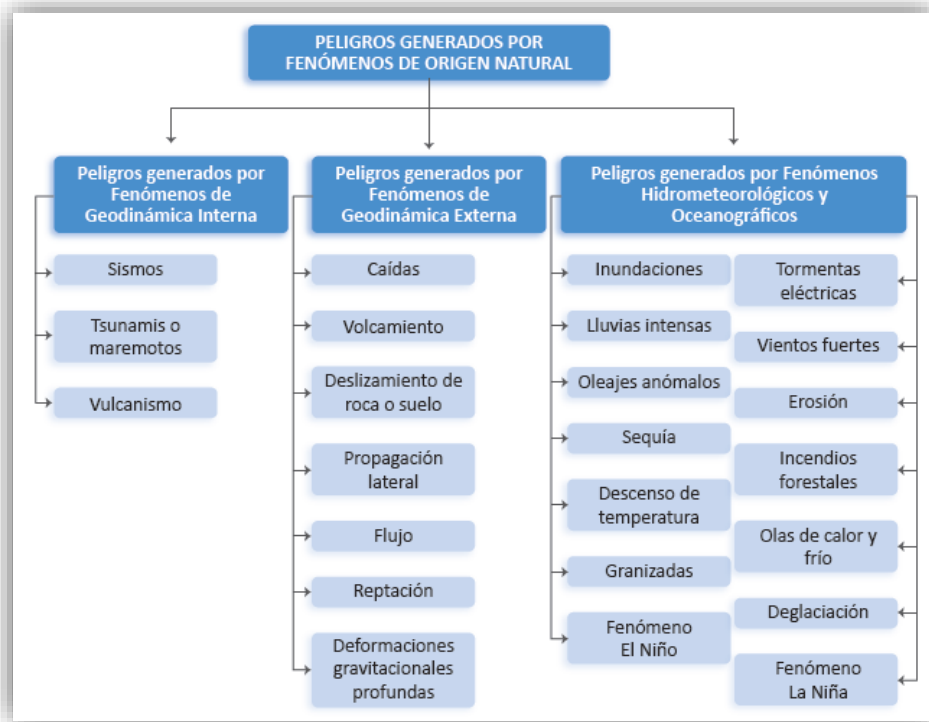 PELIGROS GENERADOS POR
FENÓMENOS DE ORIGEN NATURAL
Peligros generados por
Fenómenos de
Geodinámica Interna
Sismos
Tsunamis o
maremotos
Vulcanismo
Peligros generados por
Fenómenos de
Geodinámica Externa
Caídas
Volcamiento
Deslizamiento de
roca o suelo
Propagación
lateral
Flujo
Reptación
Deformaciones
gravitacionales
profundas
Peligros generados por Fenómenos
Hidrometeorológicos y
Oceanográficos
Inundaciones
Lluvias intensas
Oleajes anómalos
Sequía
Descenso de
temperatura
Granizadas
Fenómeno
El Niño
Tormentas
eléctricas
Vientos fuertes
Erosión
Incendios
forestales
Olas de calor y
frío
Deglaciación
Fenómeno
La Niña